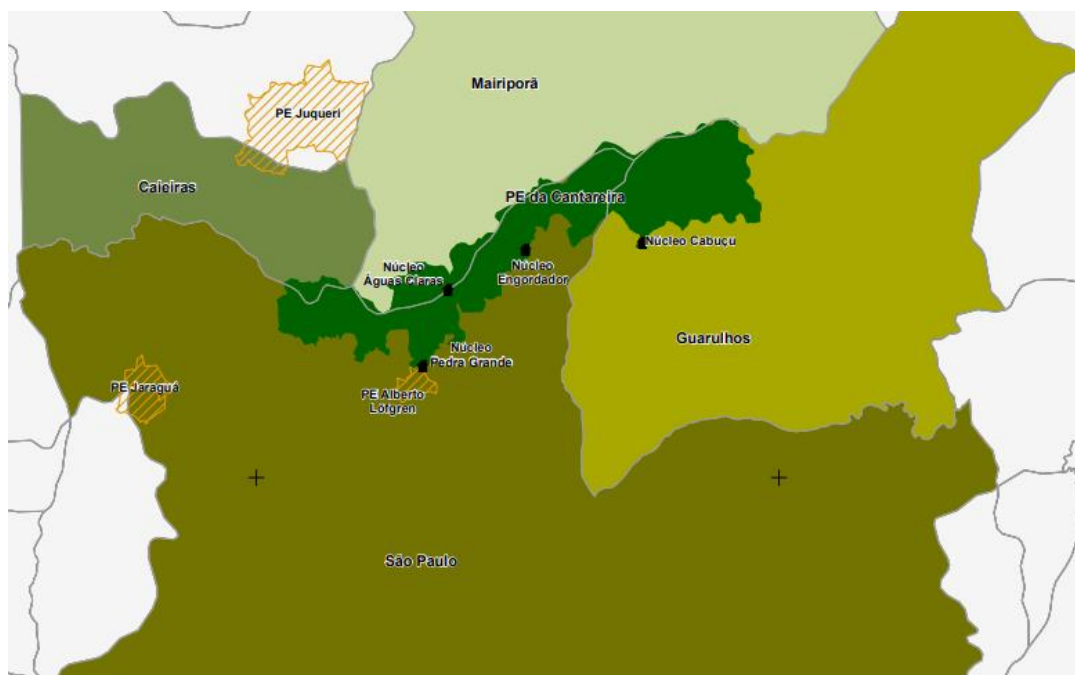 Mairiporã
PE Juqueri
Caieiras
PE da Cantareira
Núcleo Cabuçu
Núcleo
Águas Claras
Núcleo
Engordador
Guarulhos
Núcleo
Pedra Grande
PE Jaraguá
PE Alberto
Löfgren
São Paulo